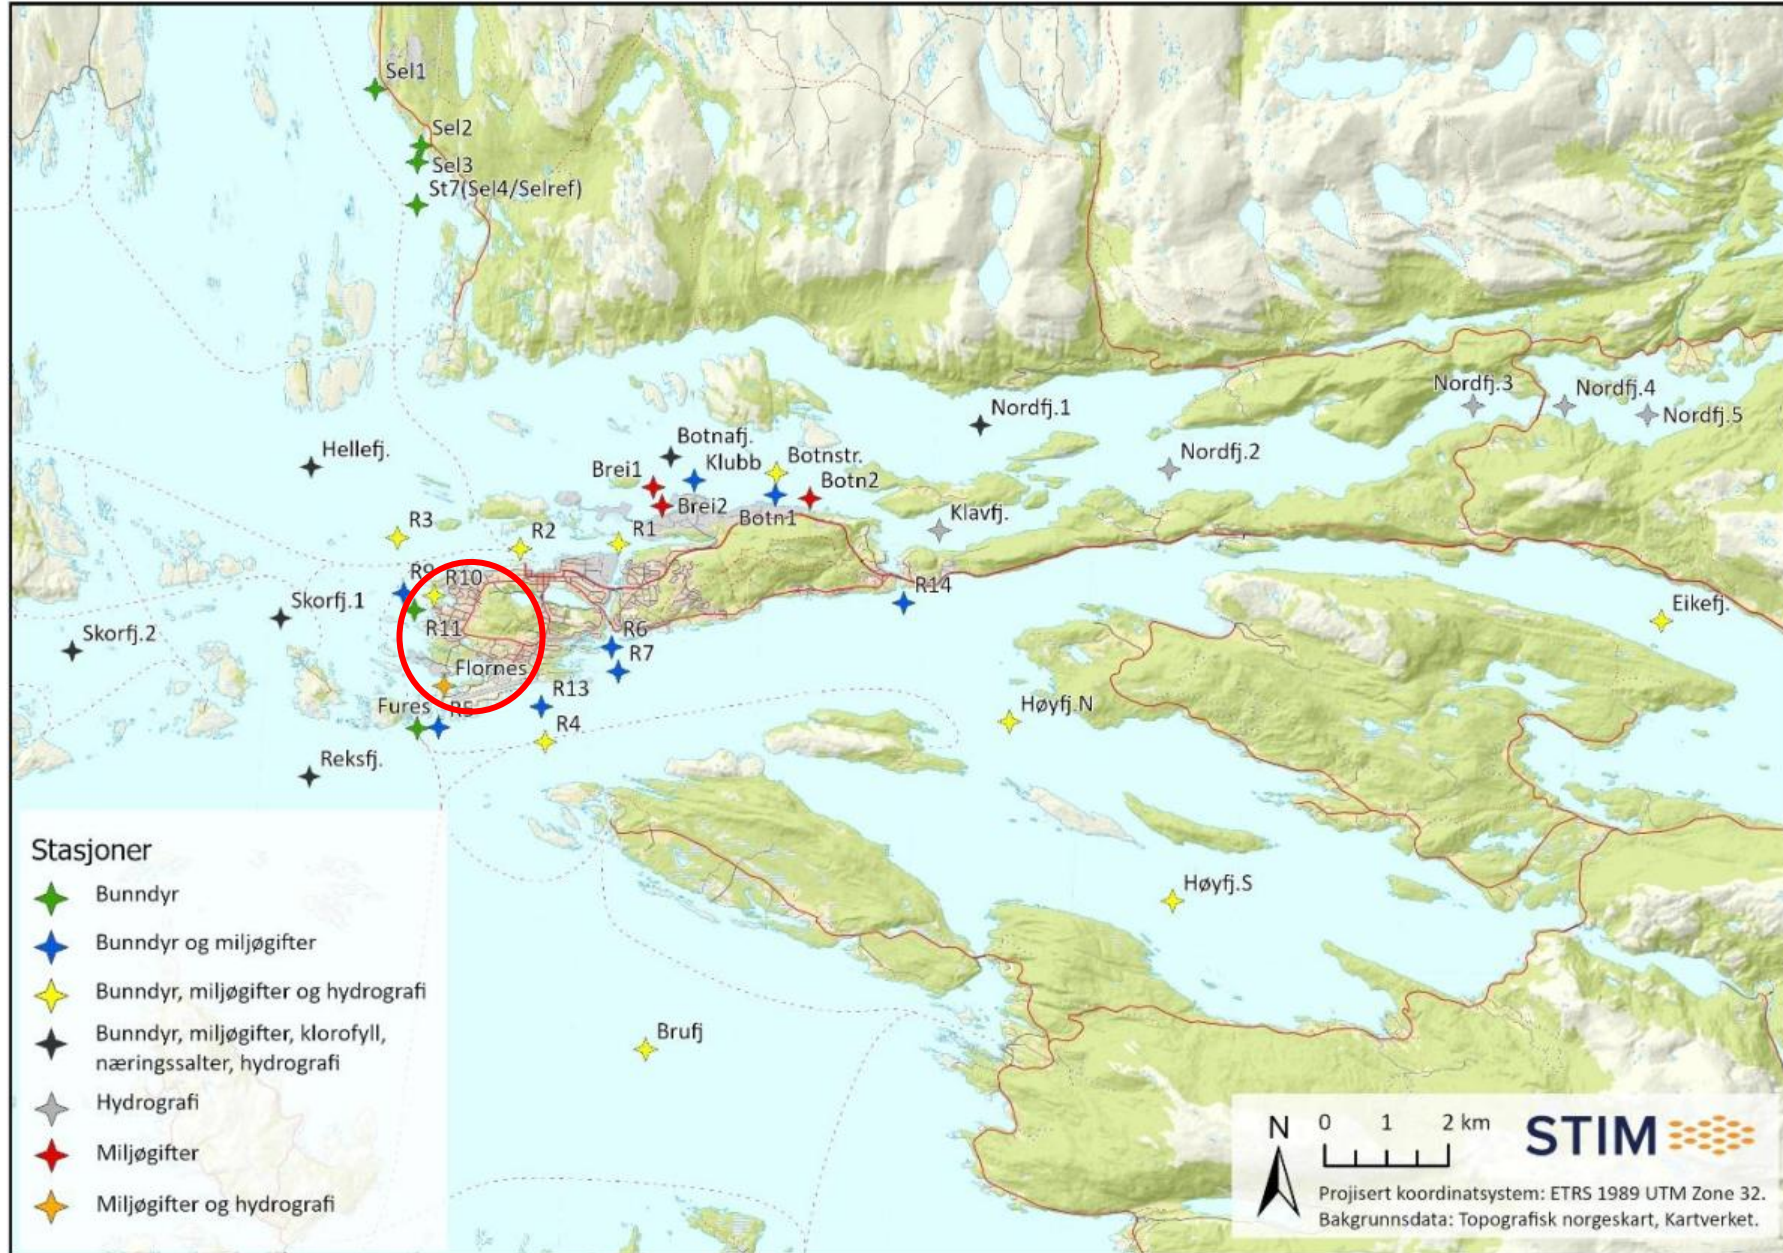 Sel1
Sel2
Sel3
St7(Sel4/Selref)
Nordfj.3
Nordfj.4
Nordfj.5
Nordfj.1
Hellefj.
Botnafj.
Botnstr.
Nordfj.2
Brei1
Klubb
Botn2
Brei2
Botn1
Klavfj.
R3
R2
R1
R9
R10
R14
Skorfj.1
Skorfj.2
R11
R6
Eikefj.
R7
Flornes
Fures
R5
R13
R4
Høyfj.N
Reksfj.
Høyfj.S
Brufj
Stasjoner
Bunndyr
Bunndyr og miljøgifter
Bunndyr, miljøgifter og hydrografi
Bunndyr, miljøgifter, klorofyll,
næringssalter, hydrografi
Hydrografi
Miljøgifter
Miljøgifter og hydrografi
N
0 1 2 km
STIM
Projisert koordinatsystem: ETRS 1989 UTM Zone 32.
Bakgrunnsdata: Topografisk norgeskart, Kartverket.